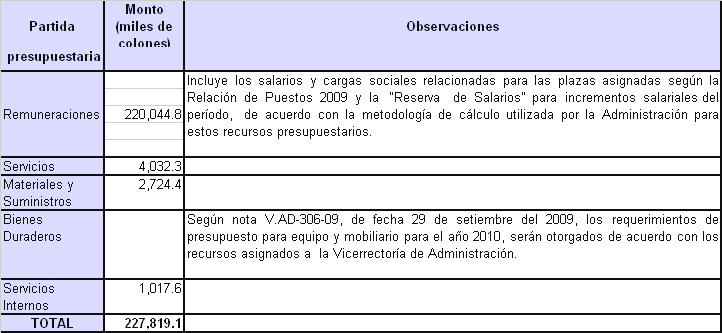 Partida presupuestaria
Monto (miles de colones)
Observaciones
Remuneraciones
220,044.8
Incluye los salarios y cargas sociales relacionadas para las plazas asignadas según la
Relación de Puestos 2009 y la "Reserva de Salarios" para incrementos salariales del
período, de acuerdo con la metodología de cálculo utilizada por la Administración para
estos recursos presupuestarios.
Servicios
4,032.3
Materiales y
Suministros
2,724.4
Bienes
Duraderos
Según nota V.AD-306-09, de fecha 29 de setiembre del 2009, los requerimientos de
presupuesto para equipo y mobiliario para el año 2010, serán otorgados de acuerdo con los
recursos asignados a la Vicerrectoría de Administración.
Servicios
Internos
1,017.6
TOTAL
227,819.1